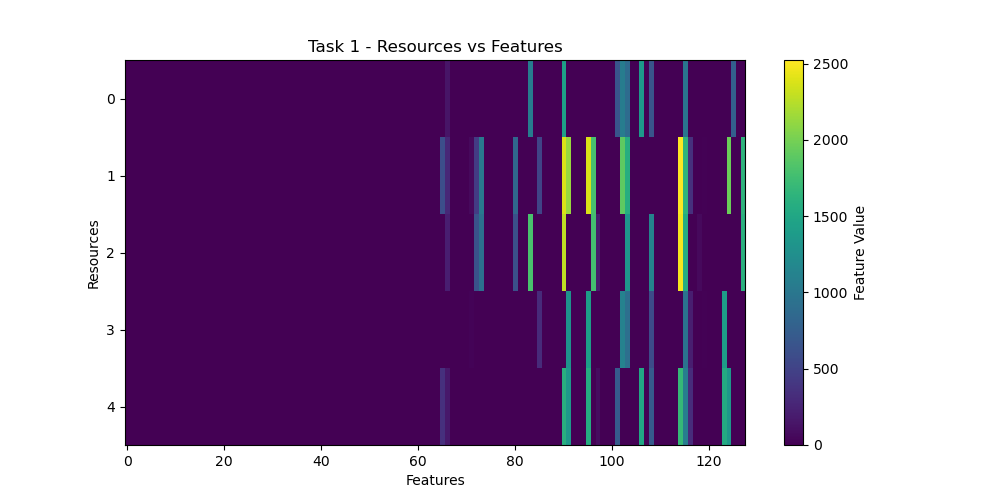 Task 1 - Resources vs Features
Resources
0
1
2
3
4
0 20 40 60 80 100 120
Features
2500
2000
1500
1000
500
0
Feature Value